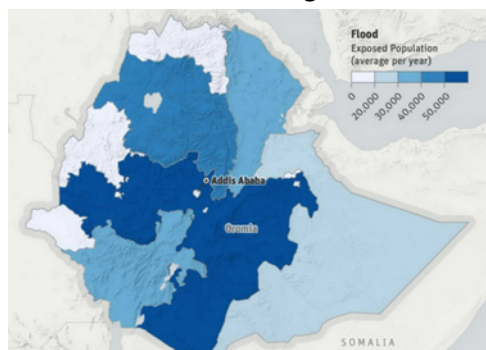 Flood
Exposed Population
(average per year)
0
20,000
30,000
40,000
50,000
Addis Ababa
Oromia
SOMALIA